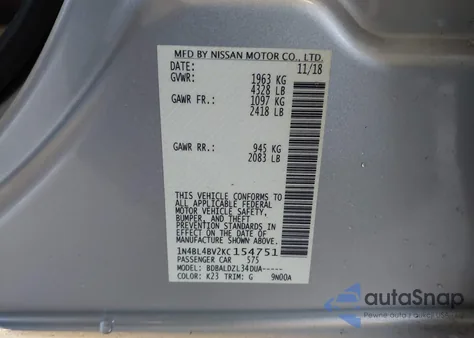 MFD BY NISSAN MOTOR CO., LTD.
DATE: 11/18
GVWR: 1963 KG
4328 LB
GAWR FR.: 1097 KG
2418 LB
GAWR RR.: 945 KG
2083 LB
THIS VEHICLE CONFORMS TO
ALL APPLICABLE FEDERAL
MOTOR VEHICLE SAFETY,
BUMPER, AND THEFT
PREVENTION STANDARDS IN
EFFECT ON THE DATE OF
MANUFACTURE SHOWN ABOVE.
1N4BL4BV2KC154751
PASSENGER CAR 575
MODEL: BDBALDZL34DUA-----
COLOR: K23 TRIM: G 9N00A
autoSnap